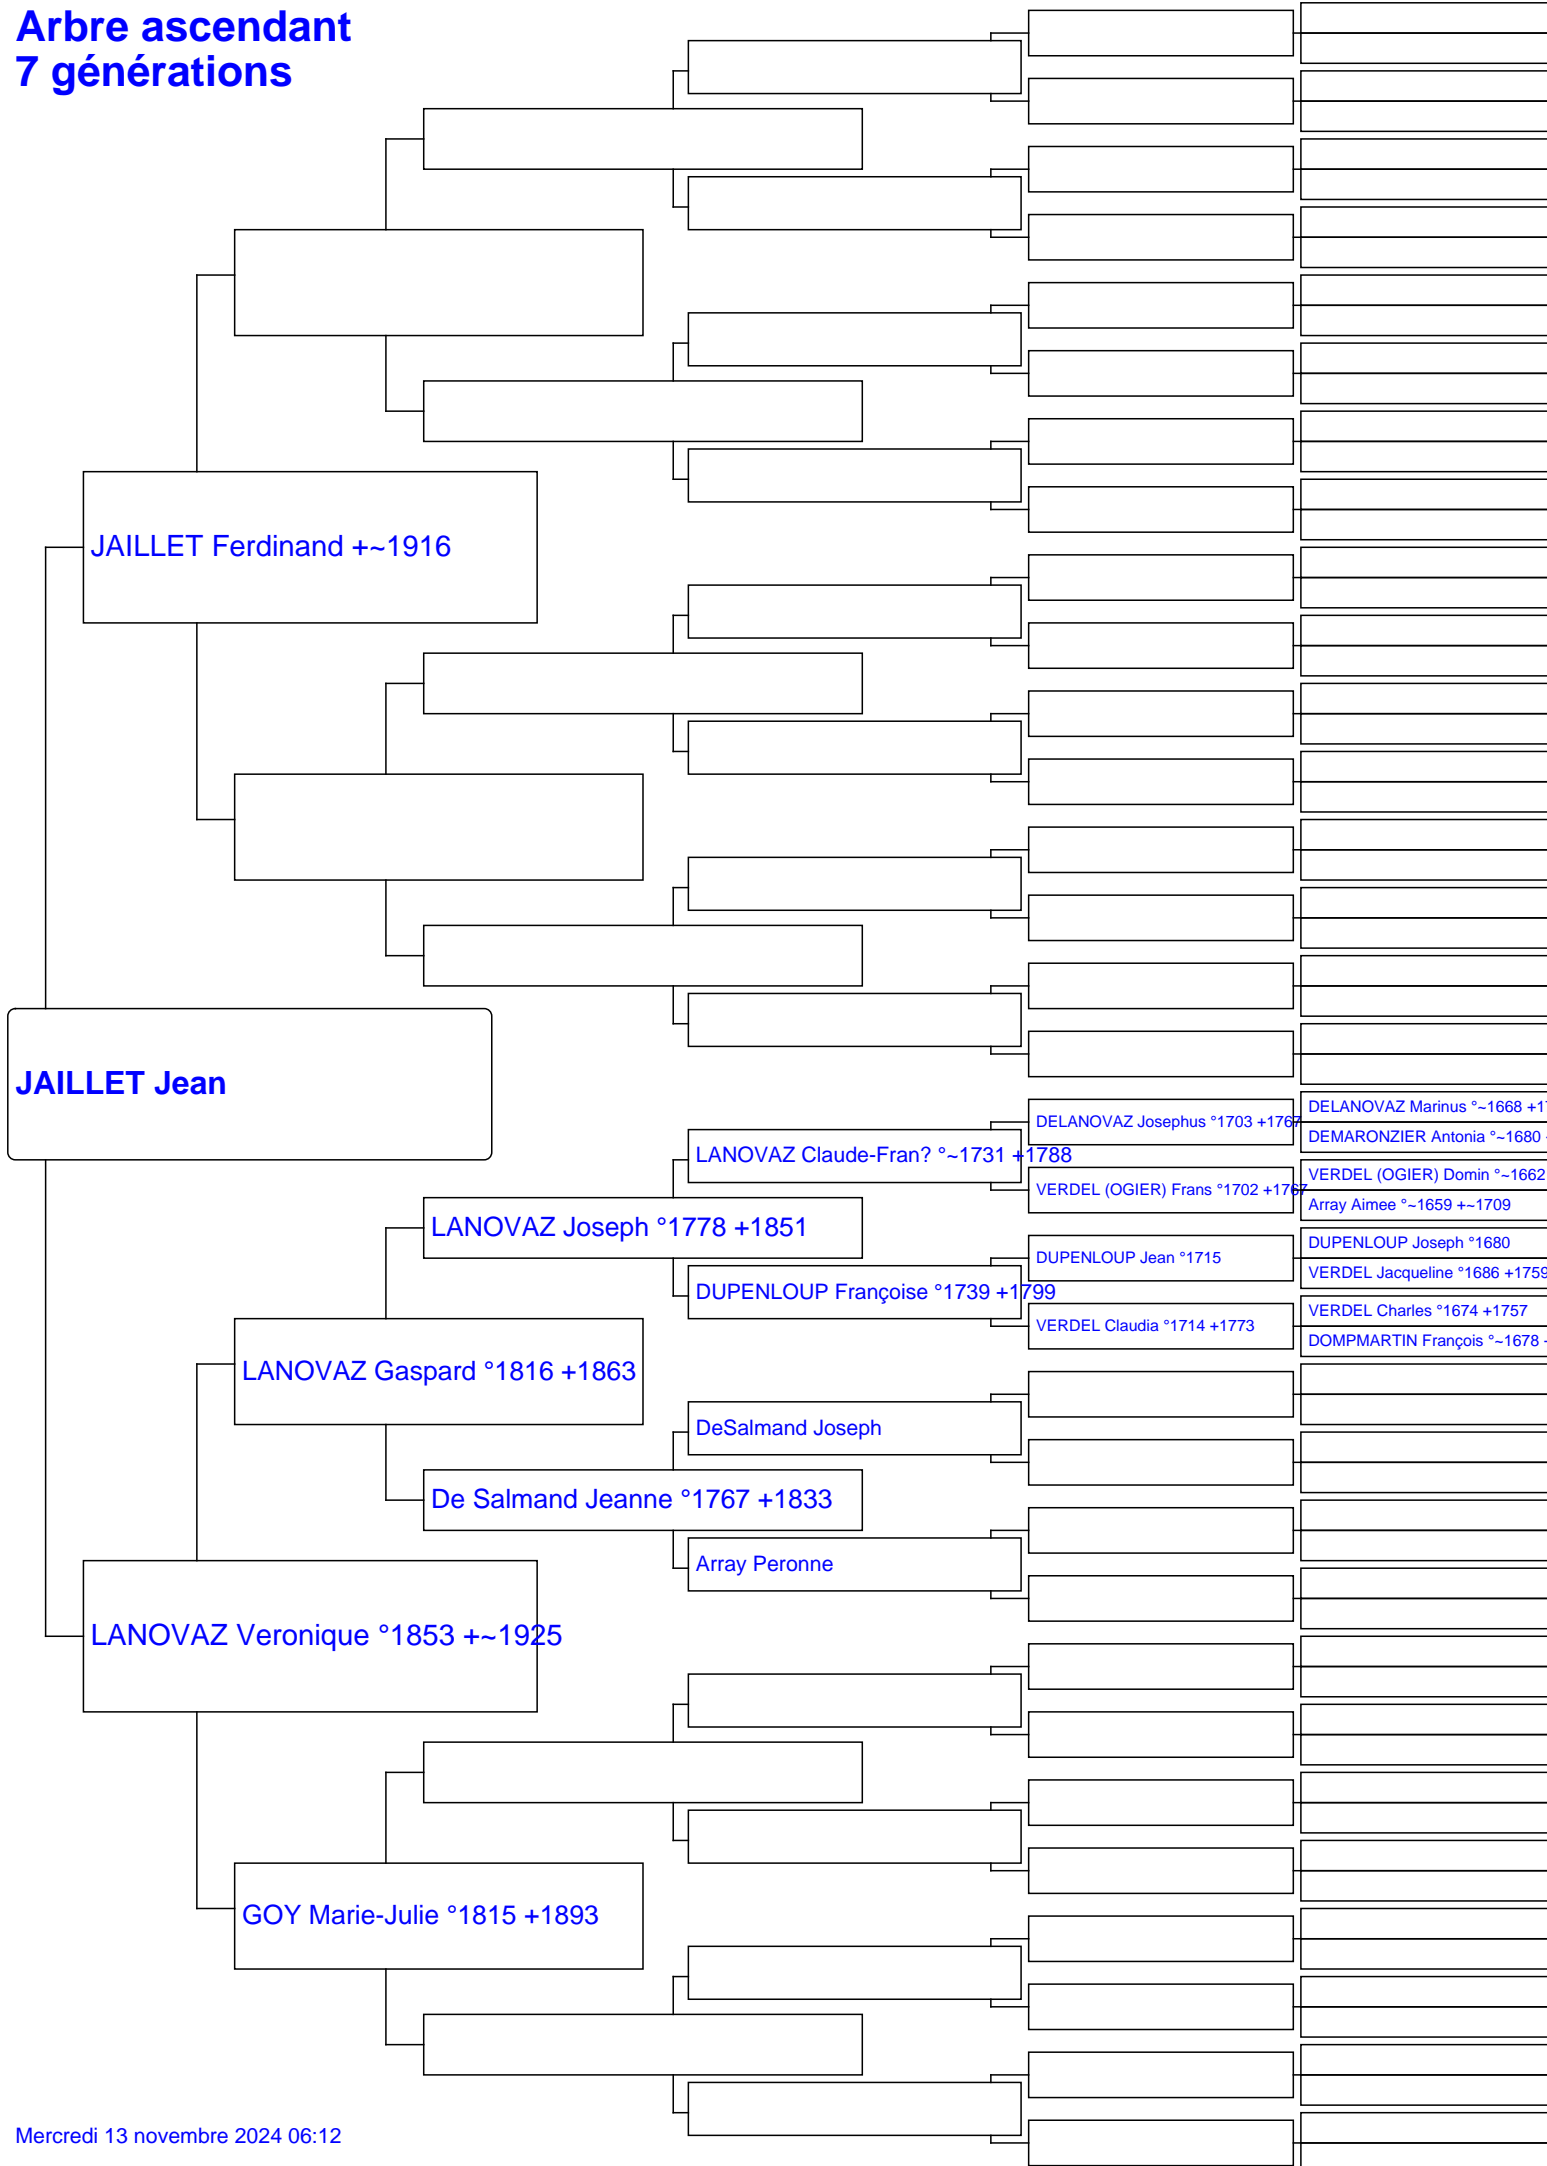 Arbre ascendant
7 générations
JAILLET Ferdinand +~1916
JAILLET Jean
DELANOVAZ Marinus °~1668
DELANOVAZ Josephus °1703 +1767
DEMARONZIER Antonia °~1680
LANOVAZ Claude-Fran? °~1731 +1788
VERDEL (OGIER) Domin °~1662
VERDEL (OGIER) Frans °1702 +1767
Array Aimee °~1659 +~1709
LANOVAZ Joseph °1778 +1851
DUPENLOUP Joseph °1680
DUPENLOUP Jean °1715
VERDEL Jacqueline °1686 +1759
DUPENLOUP Françoise °1739 +1799
VERDEL Charles °1674 +1757
VERDEL Claudia °1714 +1773
DOMPMARTIN François °~1678
LANOVAZ Gaspard °1816 +1863
DeSalmand Joseph
De Salmand Jeanne °1767 +1833
Array Peronne
LANOVAZ Veronique °1853 +~1925
GOY Marie-Julie °1815 +1893
Mercredi 13 novembre 2024 06:12